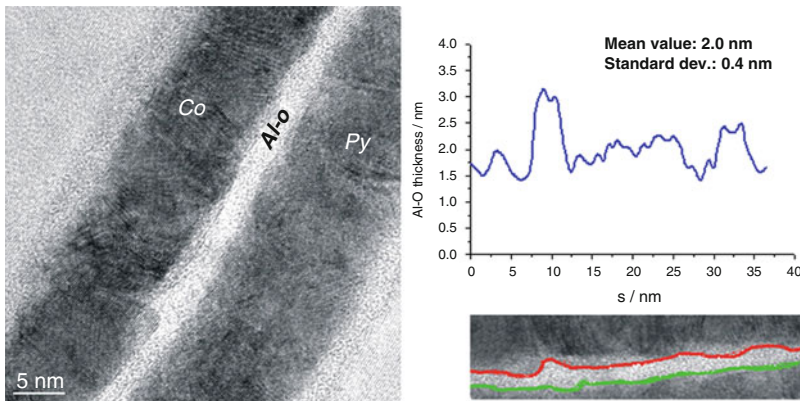 Co
Al-o
Py
5 nm
Mean value: 2.0 nm
Standard dev.: 0.4 nm
Al-O thickness / nm
4.0
3.5
3.0
2.5
2.0
1.5
1.0
0.5
0.0
0 5 10 15 20 25 30 35 40
s / nm